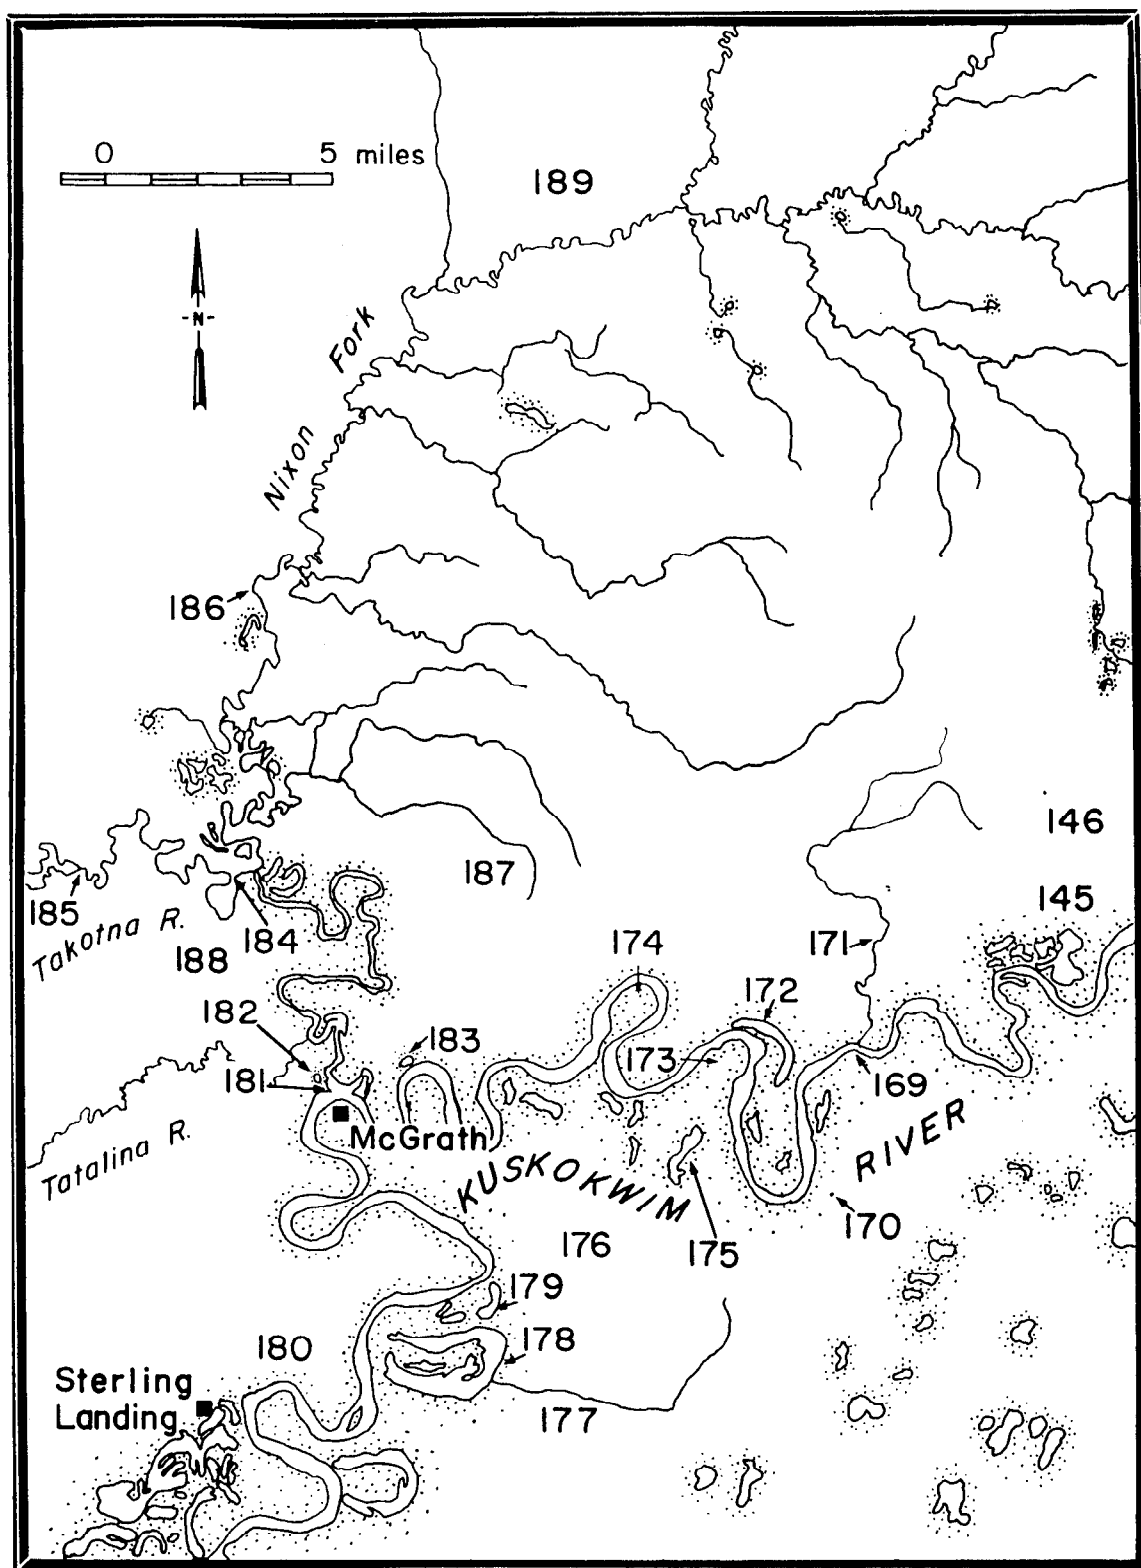 0 5 miles
189
-N-
Nixon Fork
186
146
187
145
185
Takotna R.
184
188
174
171
172
182
183
173
181
169
McGrath
Tatalina R.
KUSKOKWIM RIVER
170
176
175
179
178
180
Sterling
Landing
177